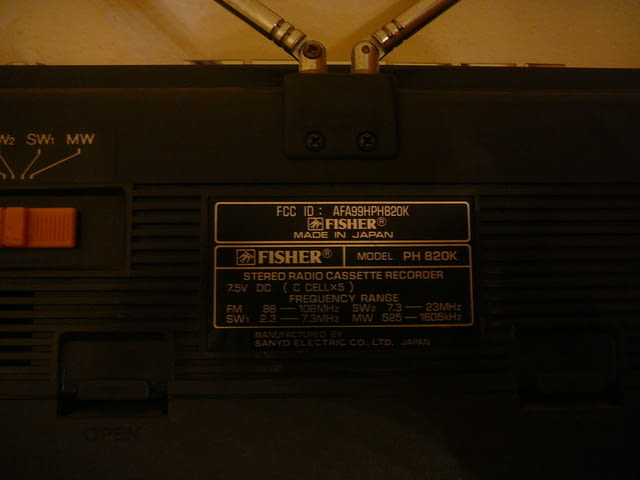 W2 SW1 MW
FCC ID: AFA99HPH820K
FISHER®
MADE IN JAPAN
FISHER® MODEL PH 820K
STEREO RADIO CASSETTE RECORDER
7.5V DC ( C CELL×5 )
FREQUENCY RANGE
FM 88 — 108MHz SW2 7.3 — 23MHz
SW1 2.3 — 7.3MHz MW 525 — 1605kHz
MANUFACTURED BY
SANYO ELECTRIC CO., LTD. JAPAN
OPEN